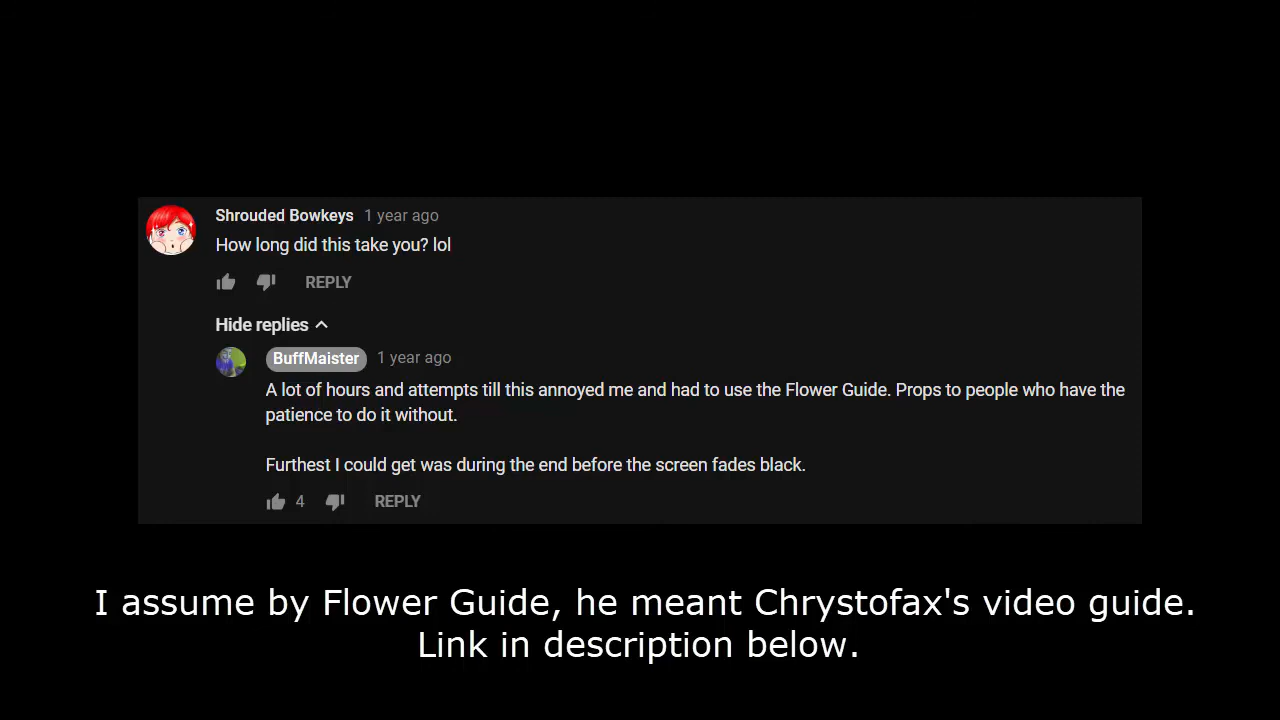 Shrouded Bowkeys 1 year ago
How long did this take you? lol
REPLY
Hide replies
BuffMaister 1 year ago
A lot of hours and attempts till this annoyed me and had to use the Flower Guide. Props to people who have the
patience to do it without.
Furthest I could get was during the end before the screen fades black.
4 REPLY
I assume by Flower Guide, he meant Chrystofax's video guide.
Link in description below.